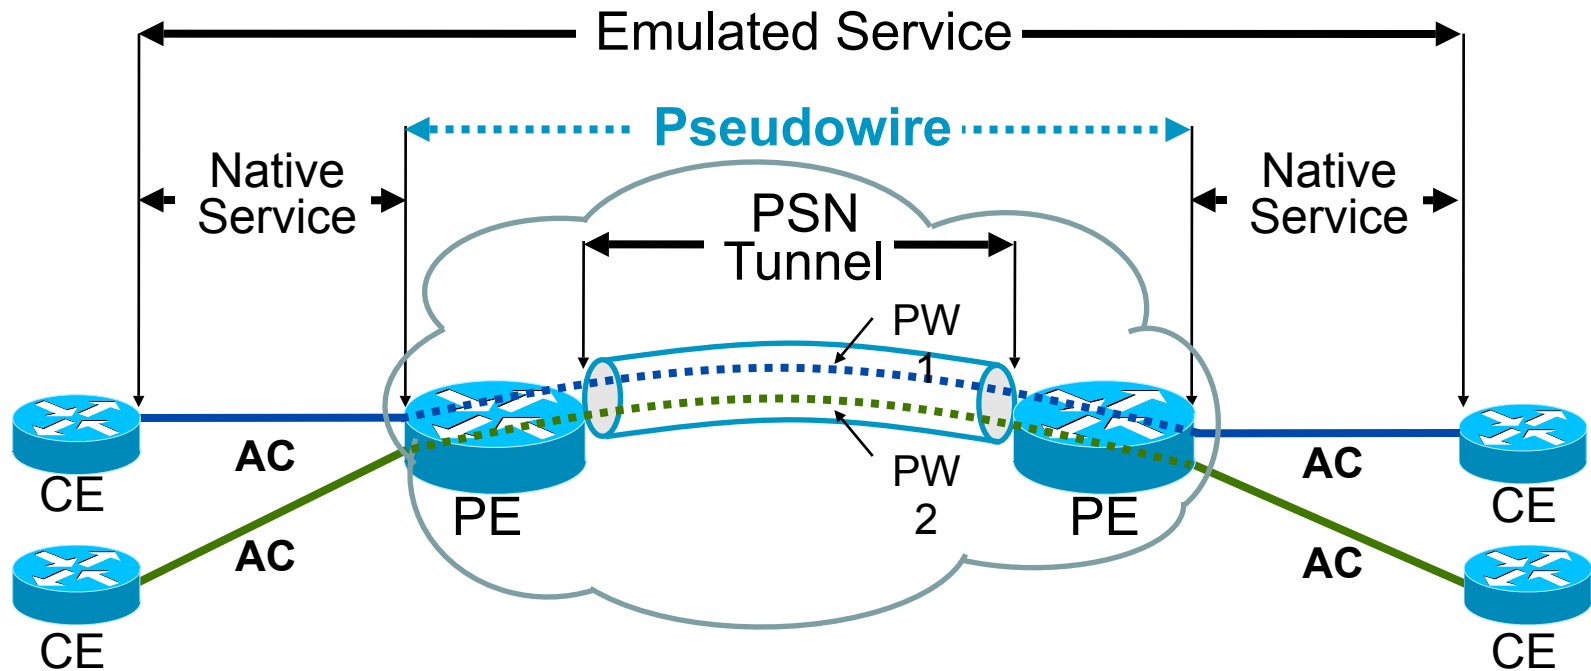 Emulated Service
Pseudowire
Native
Service
Native
Service
PSN
Tunnel
PW
1
AC
AC
CE
PE
PW
2
PE
CE
AC
AC
CE
CE